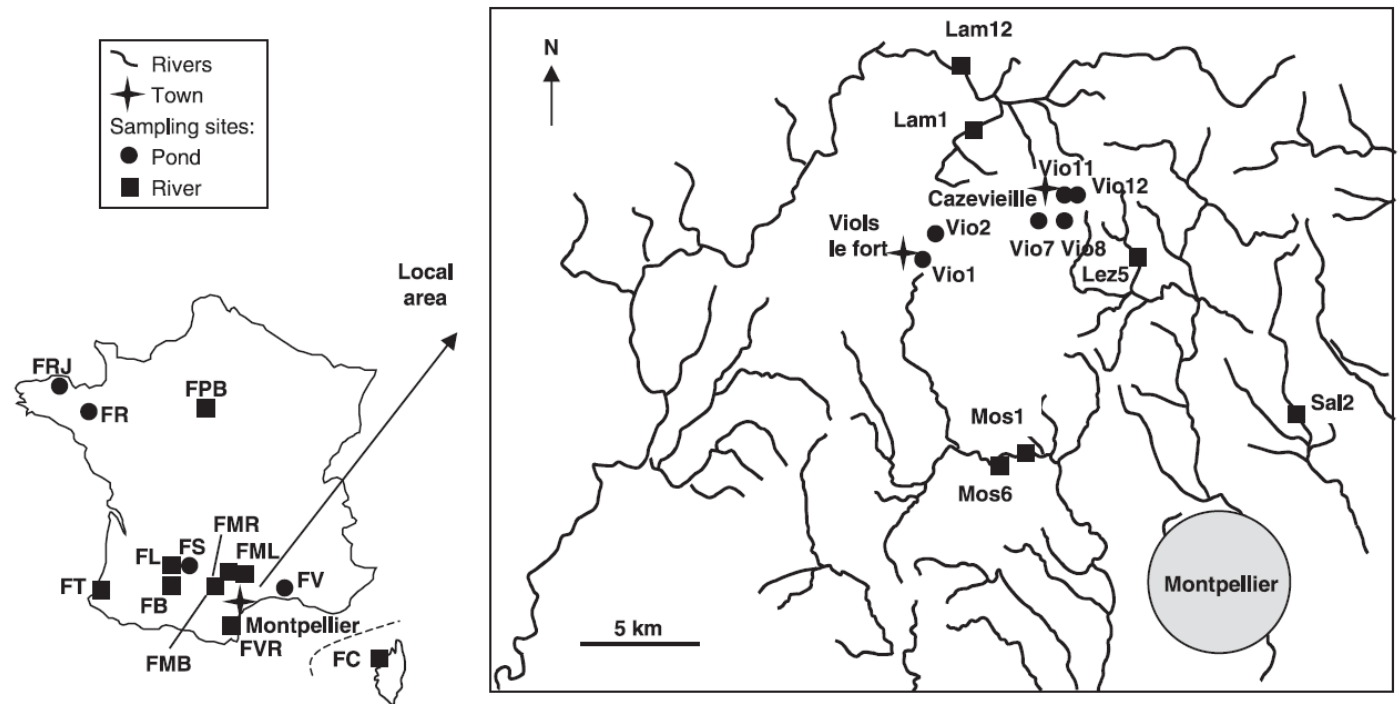 Rivers
Town
Sampling sites:
Pond
River
Local
area
FRJ
FR
FPB
FMR
FL
FS
FML
FT
FB
FV
Montpellier
FMB
FVR
FC
N
Lam12
Lam1
Vio11
Vio12
Cazevieille
Viols
le fort
Vio2
Vio7
Vio8
Vio1
Lez5
Sal2
Mos1
Mos6
Montpellier
5 km